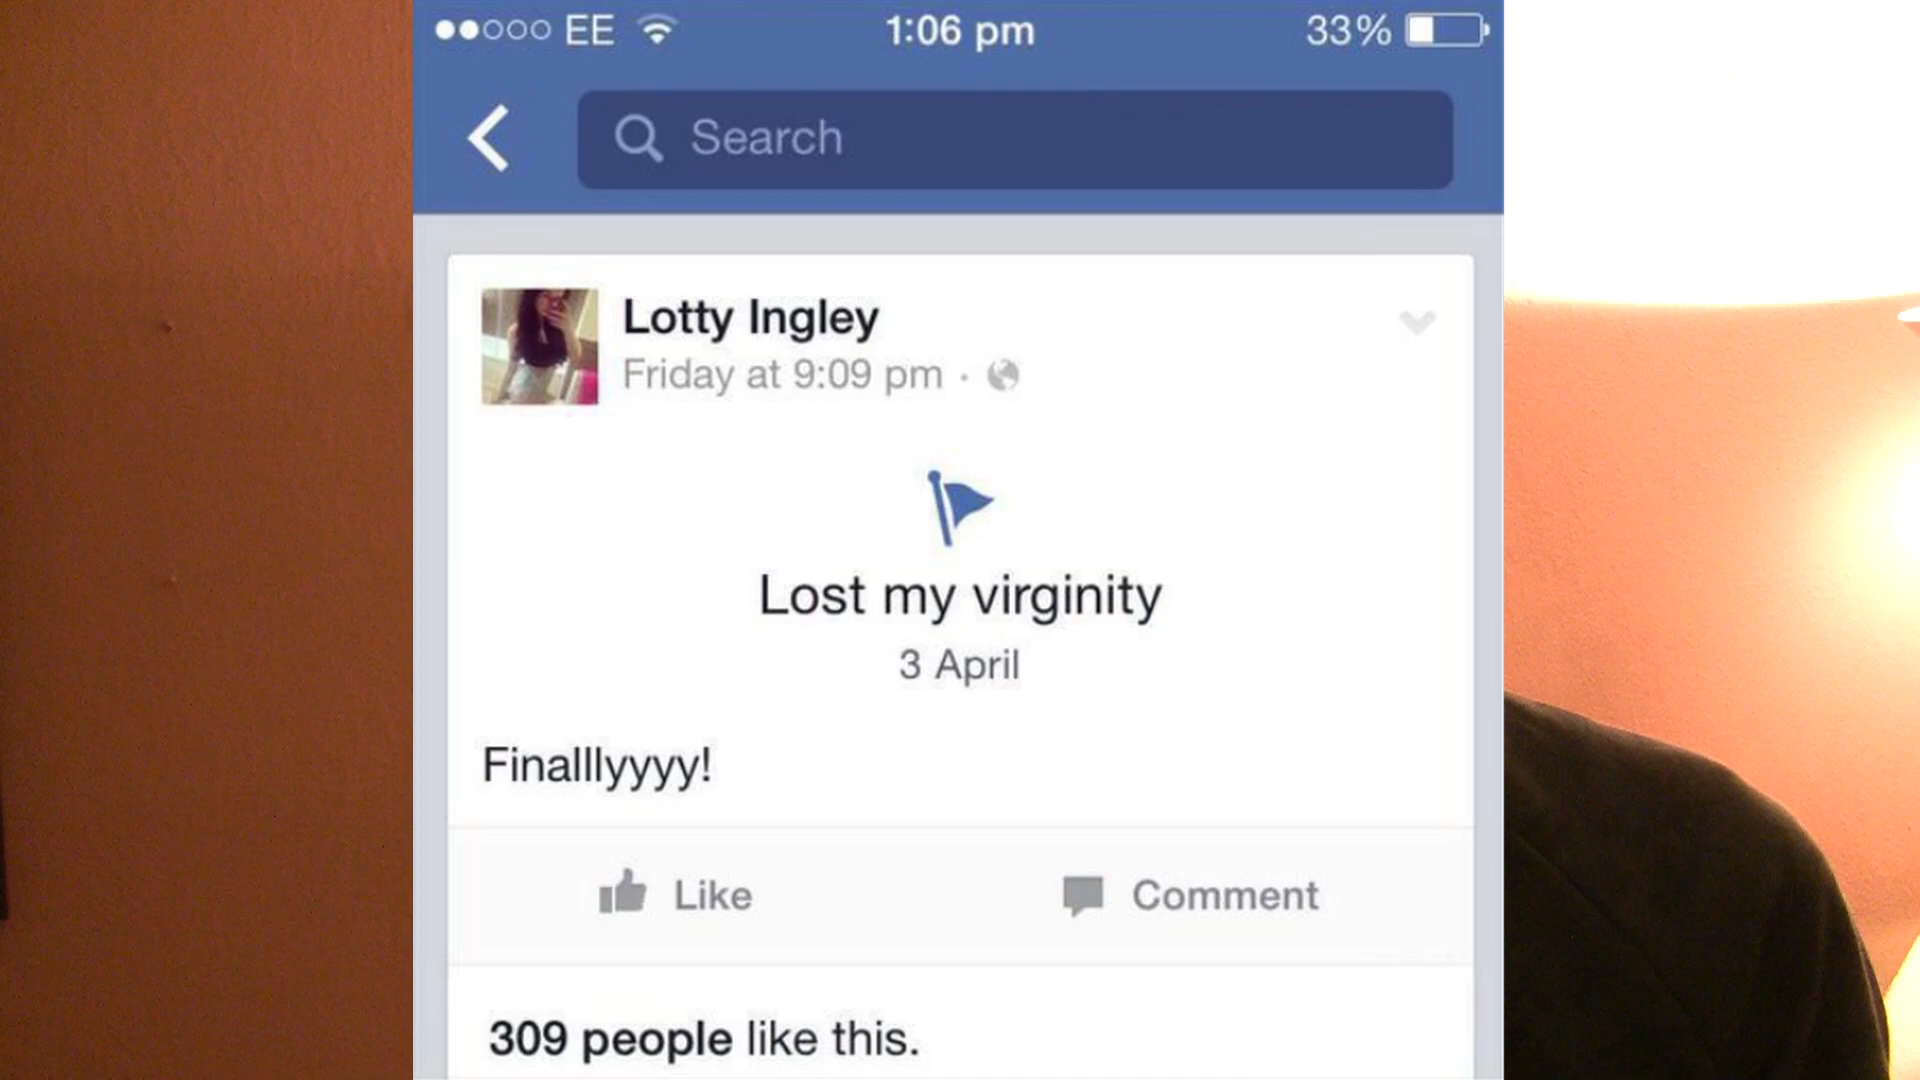 EE 1:06 pm 33%
Search
Lotty Ingley
Friday at 9:09 pm ·
Lost my virginity
3 April
Finalllyyyy!
Like Comment
309 people like this.